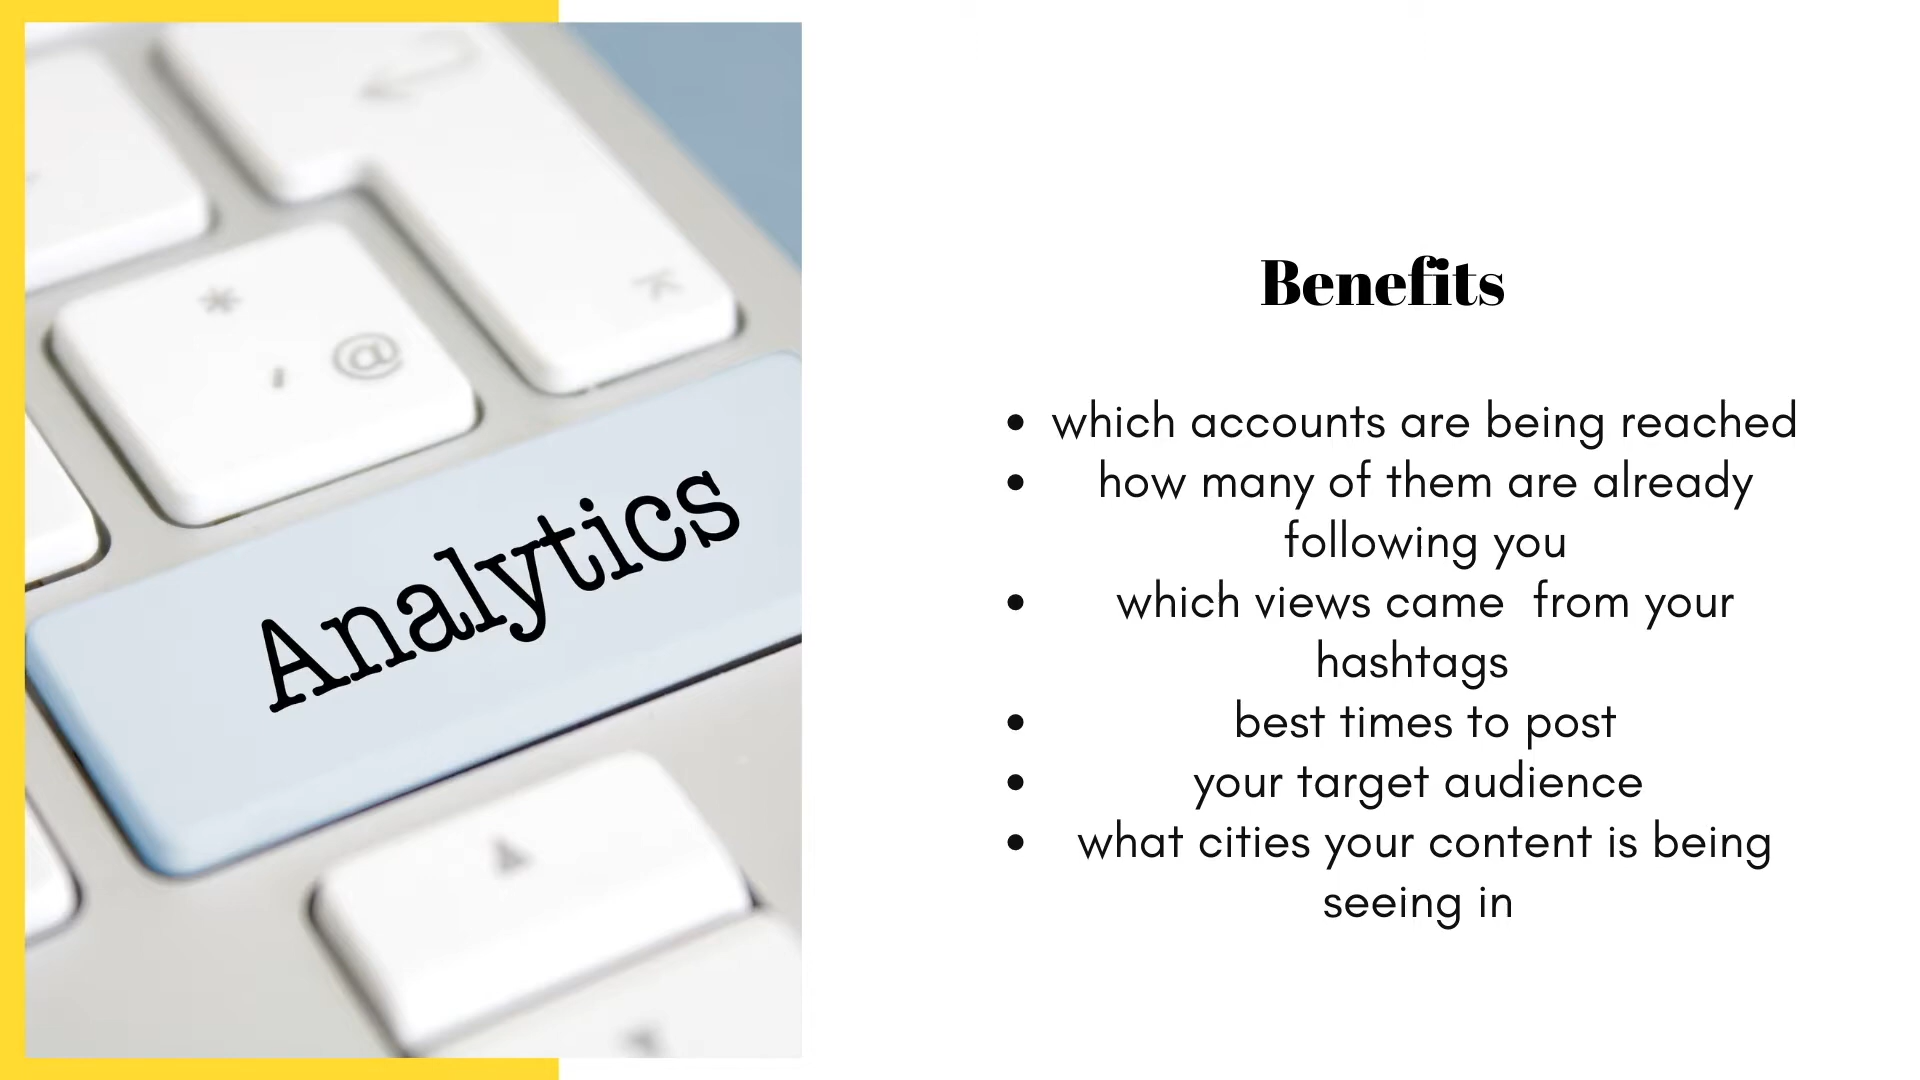 * 
, @
Analytics
Benefits
• which accounts are being reached
• how many of them are already
following you
• which views came  from your
hashtags
• best times to post
• your target audience
• what cities your content is being
seeing in